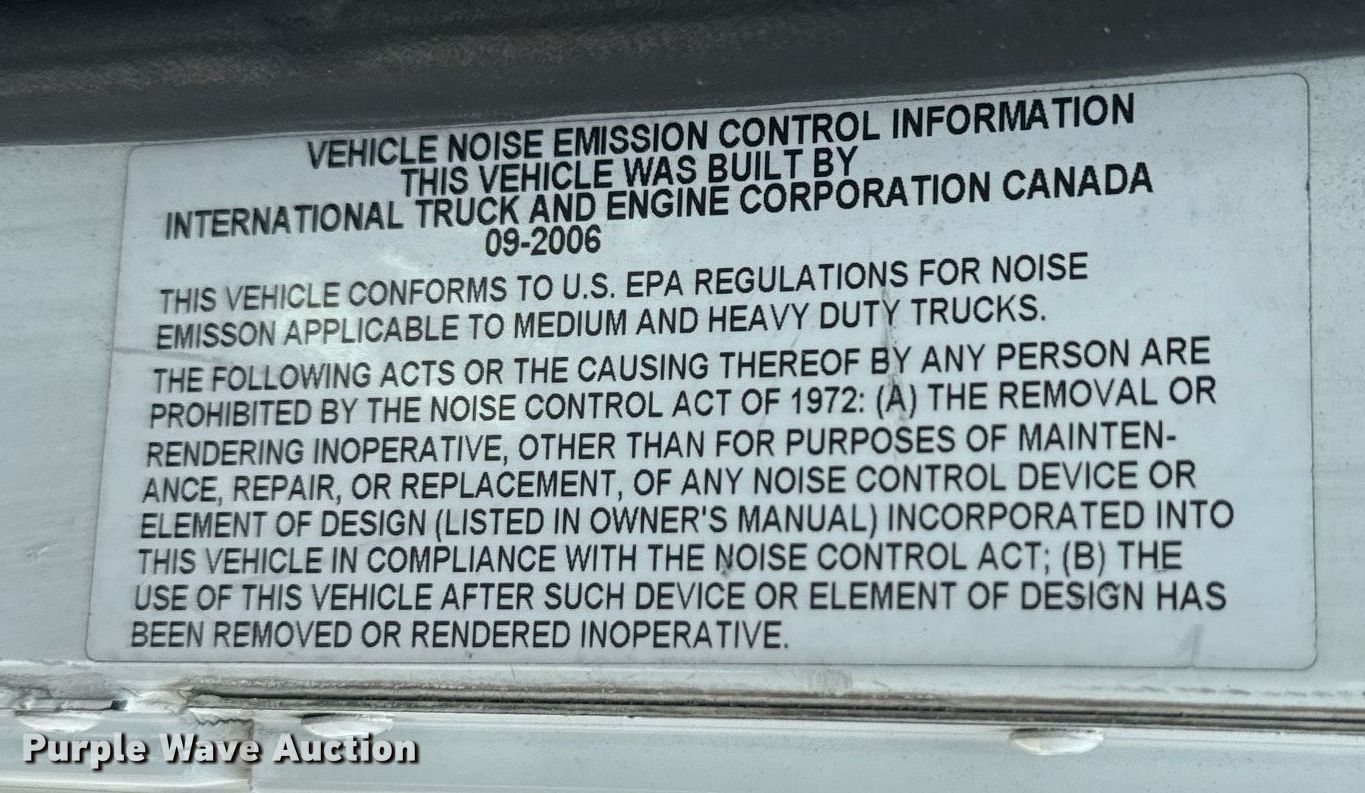 VEHICLE NOISE EMISSION CONTROL INFORMATION
THIS VEHICLE WAS BUILT BY
INTERNATIONAL TRUCK AND ENGINE CORPORATION CANADA
09-2006
THIS VEHICLE CONFORMS TO U.S. EPA REGULATIONS FOR NOISE
EMISSON APPLICABLE TO MEDIUM AND HEAVY DUTY TRUCKS.
THE FOLLOWING ACTS OR THE CAUSING THEREOF BY ANY PERSON ARE
PROHIBITED BY THE NOISE CONTROL ACT OF 1972: (A) THE REMOVAL OR
RENDERING INOPERATIVE, OTHER THAN FOR PURPOSES OF MAINTEN-
ANCE, REPAIR, OR REPLACEMENT, OF ANY NOISE CONTROL DEVICE OR
ELEMENT OF DESIGN (LISTED IN OWNER'S MANUAL) INCORPORATED INTO
THIS VEHICLE IN COMPLIANCE WITH THE NOISE CONTROL ACT; (B) THE
USE OF THIS VEHICLE AFTER SUCH DEVICE OR ELEMENT OF DESIGN HAS
BEEN REMOVED OR RENDERED INOPERATIVE.
Purple Wave Auction